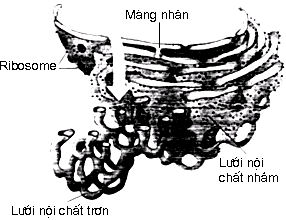 Màng nhân
Ribosome
Lưới nội
chất nhám
Lưới nội chất trơn